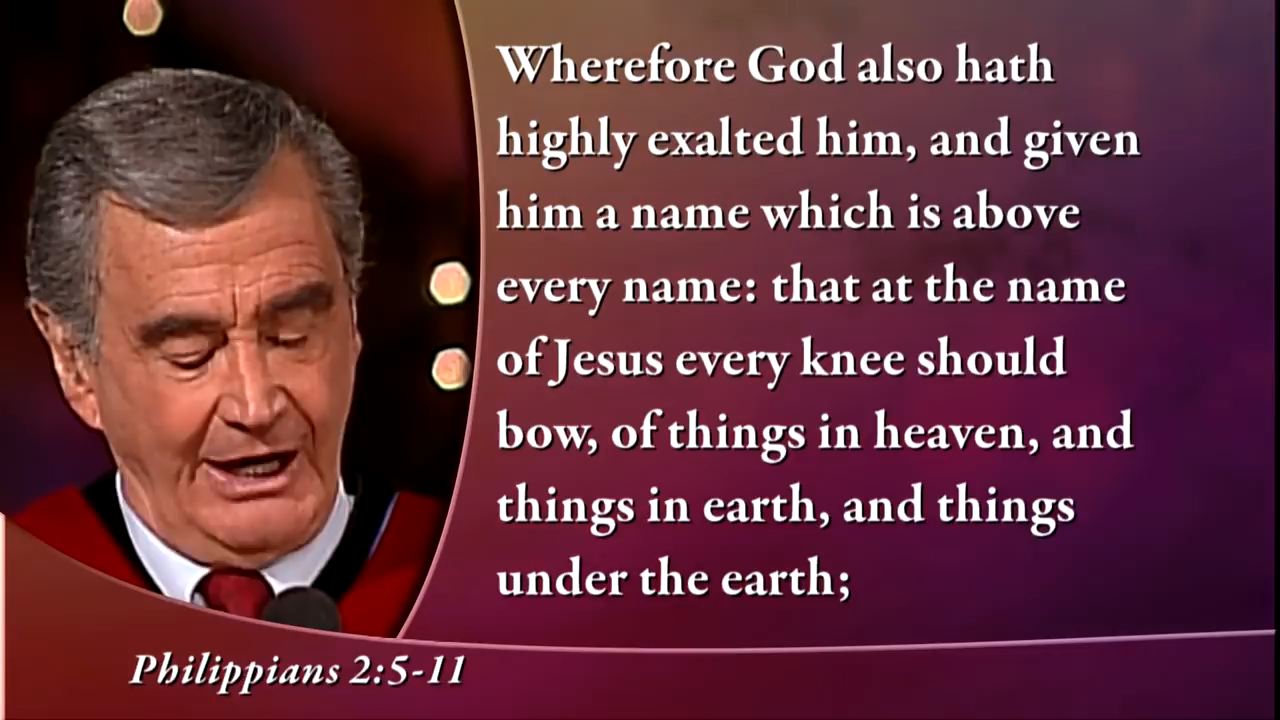 Wherefore God also hath
highly exalted him, and given
him a name which is above
every name: that at the name
of Jesus every knee should
bow, of things in heaven, and
things in earth, and things
under the earth;
Philippians 2:5-11